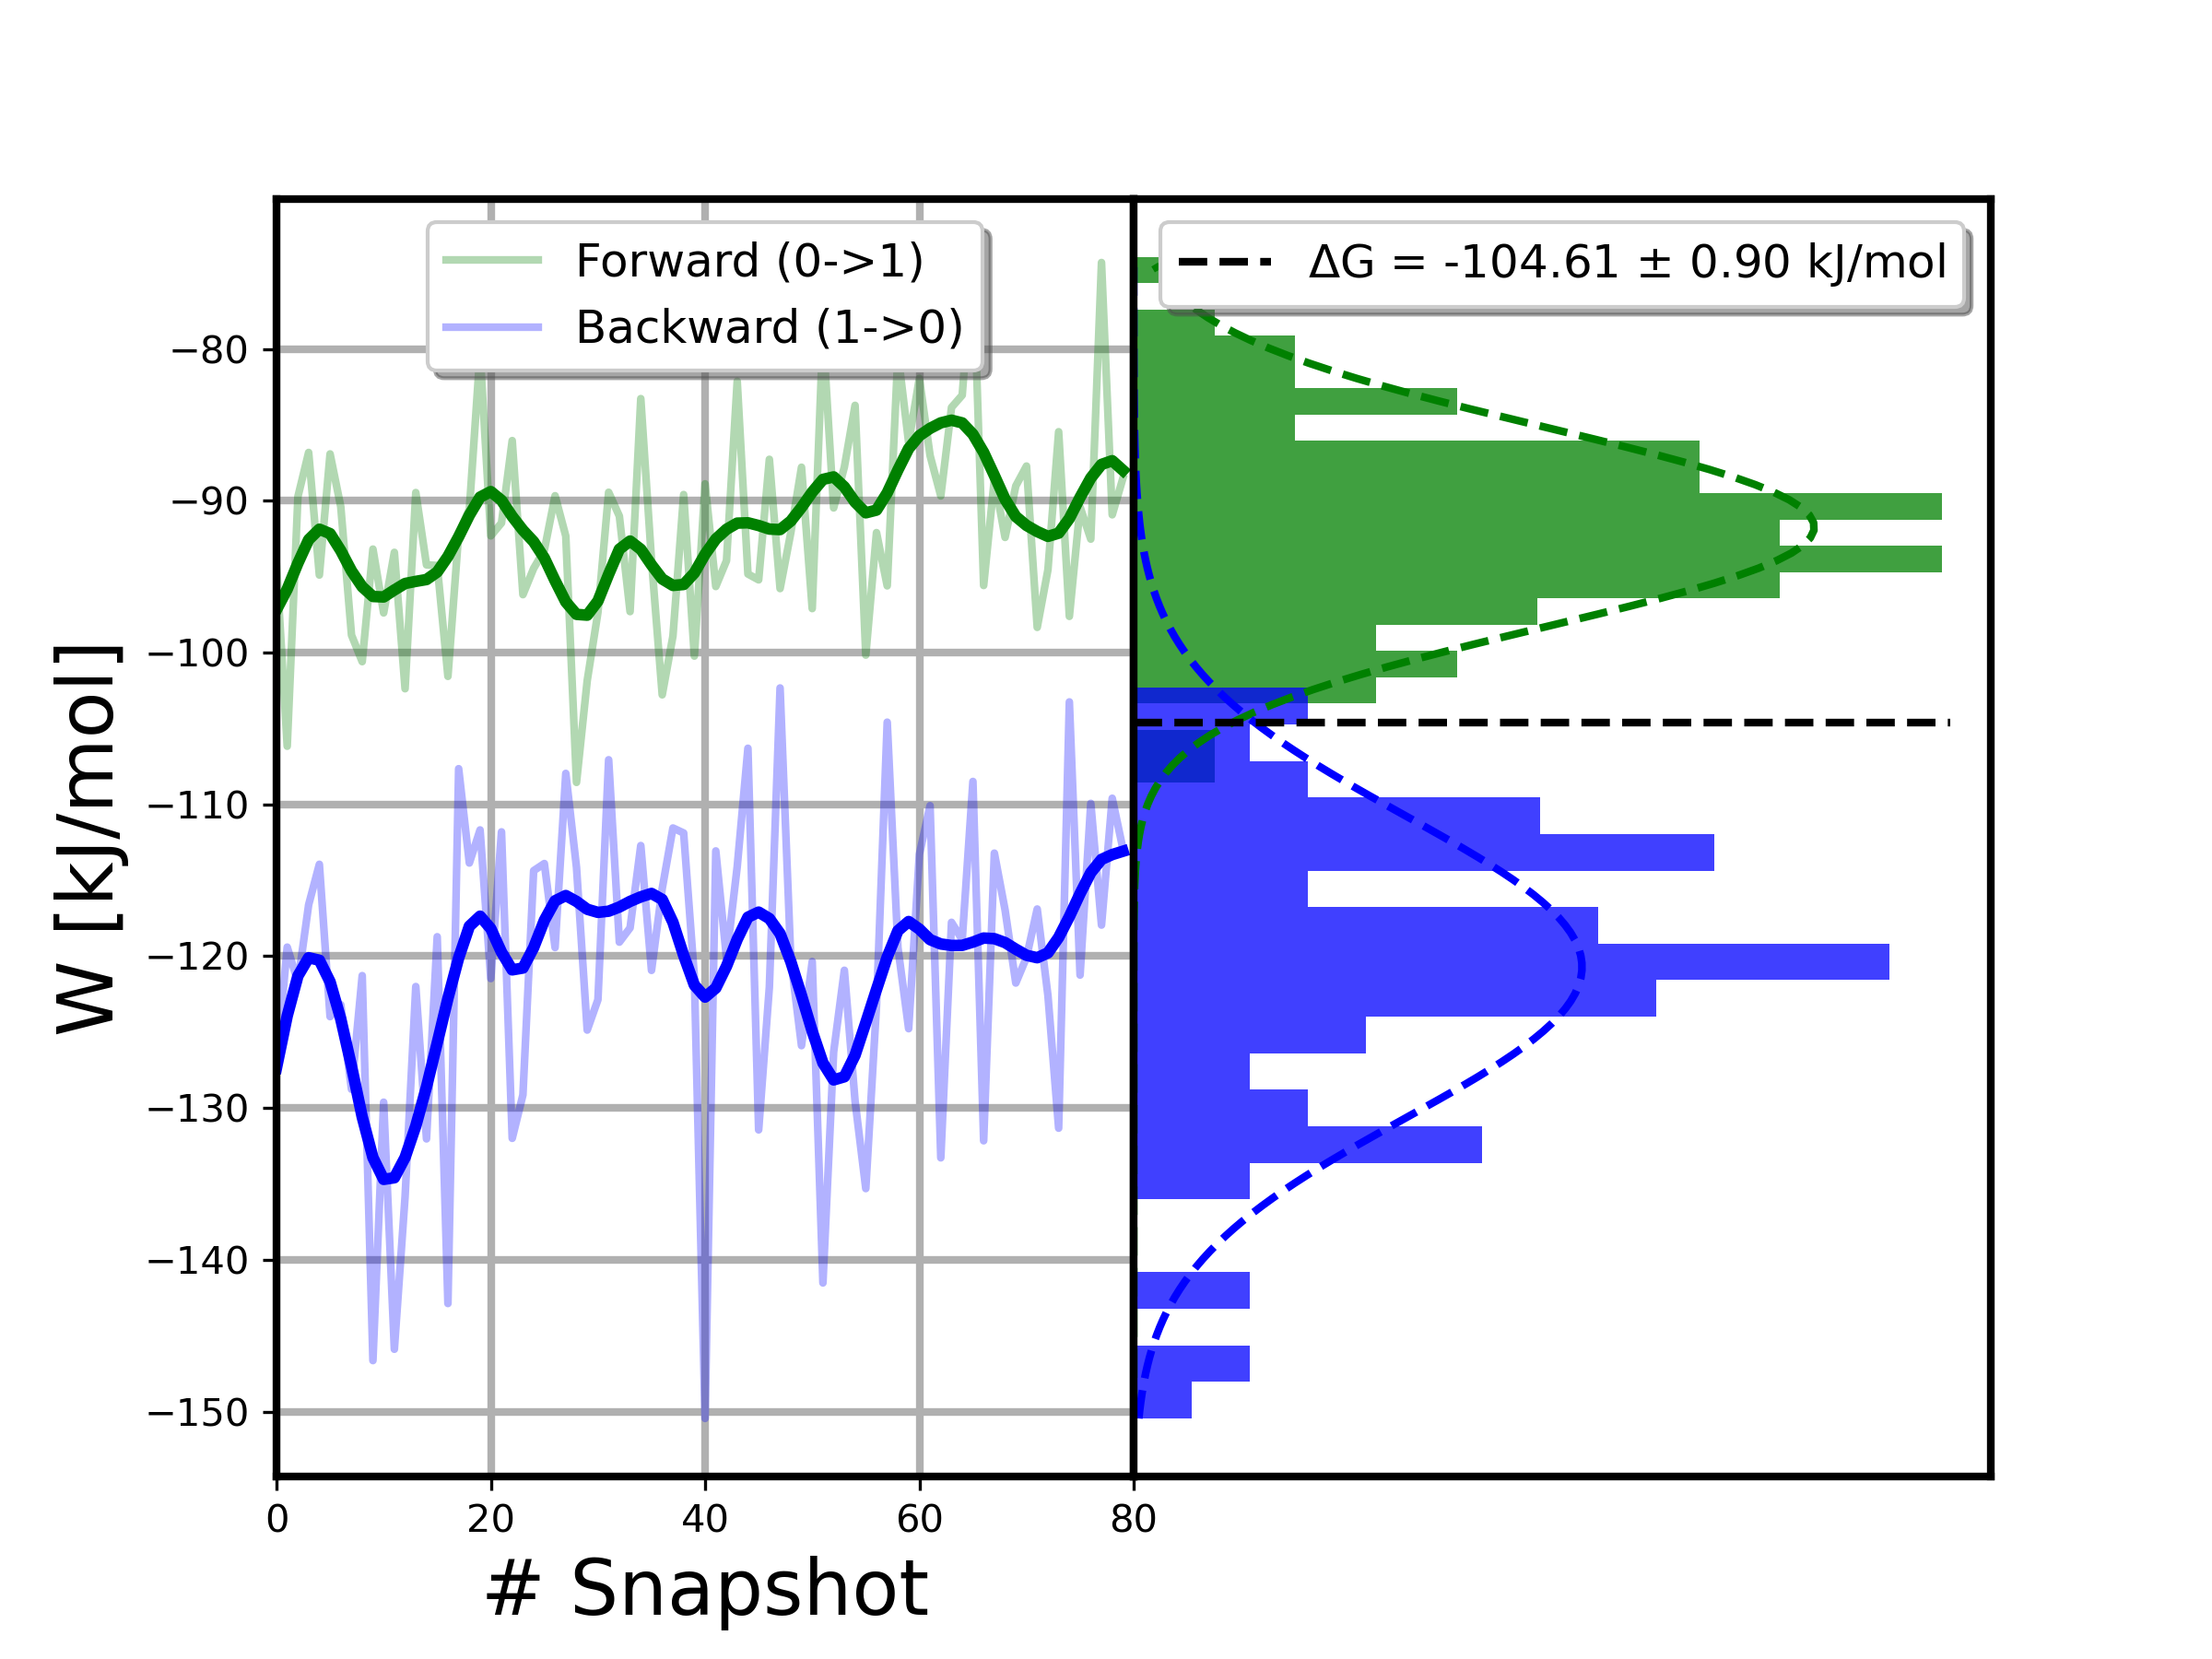 Forward (0->1)
Backward (1->0)
ΔG = -104.61 ± 0.90 kJ/mol
W [kJ/mol]
−80
−90
−100
−110
−120
−130
−140
−150
0 20 40 60 80
# Snapshot